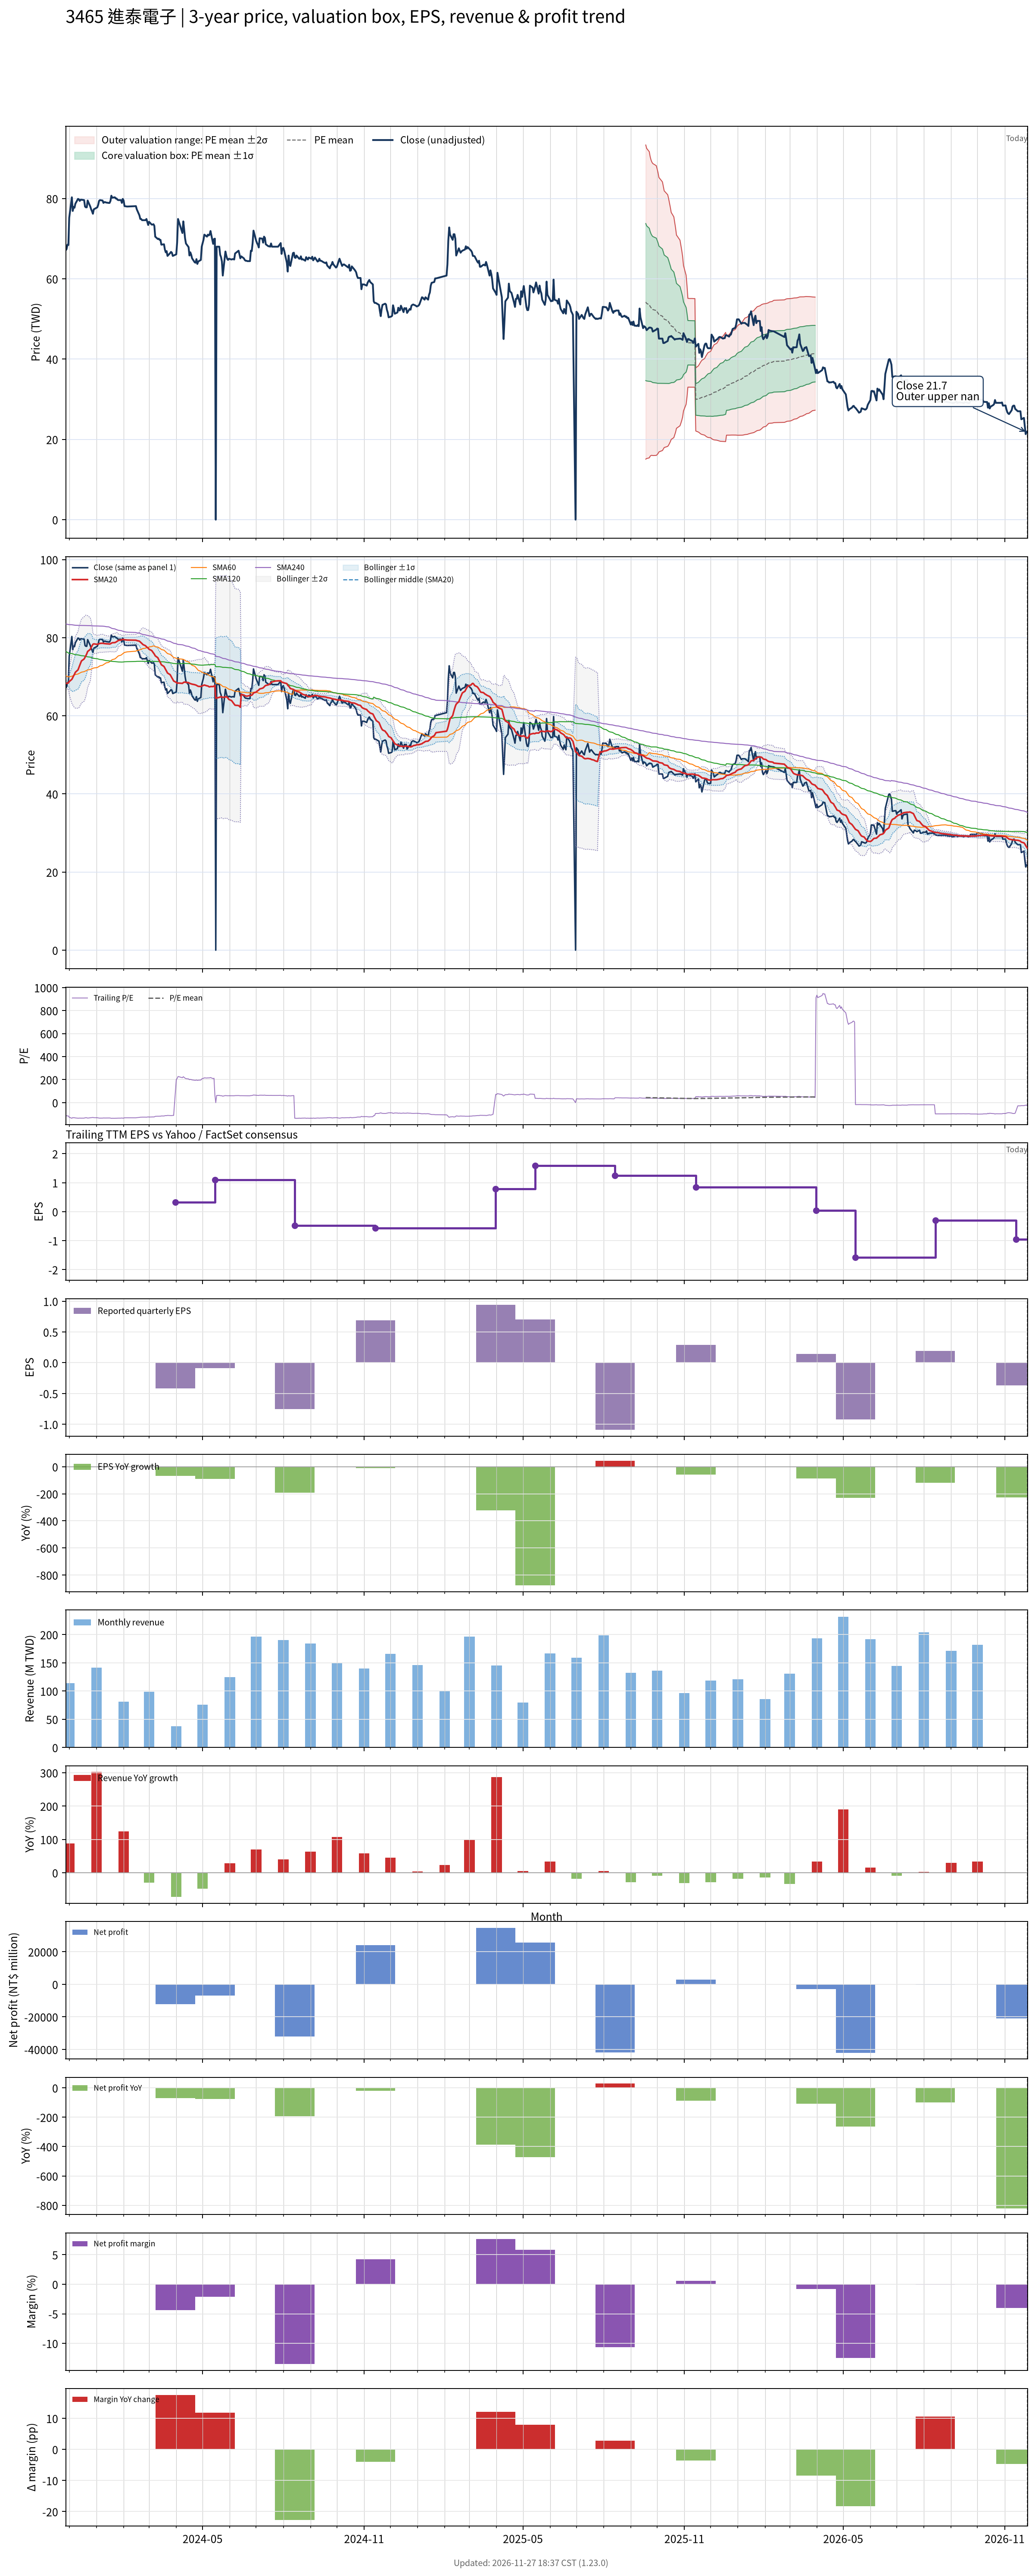 3465 進泰電子 | 3-year price, valuation box, EPS, revenue & profit trend
Outer valuation range: PE mean ±2σ
PE mean
Close (unadjusted)
Core valuation box: PE mean ±1σ
Today
80
60
40
20
0
Price (TWD)
Close 21.7
Outer upper nan
Close (same as panel 1)
SMA60
SMA240
Bollinger ±1σ
SMA20
SMA120
Bollinger ±2σ
Bollinger middle (SMA20)
100
80
60
40
20
0
Price
Trailing P/E
P/E mean
1000
800
600
400
200
0
P/E
Trailing TTM EPS vs Yahoo / FactSet consensus
Today
2
1
0
-1
-2
EPS
Reported quarterly EPS
1.0
0.5
0.0
-0.5
-1.0
EPS
EPS YoY growth
0
-200
-400
-600
-800
YoY (%)
Monthly revenue
200
150
100
50
0
Revenue (M TWD)
Revenue YoY growth
300
200
100
0
YoY (%)
Month
Net profit
20000
0
-20000
-40000
Net profit (NT$ million)
Net profit YoY
0
-200
-400
-600
-800
YoY (%)
Net profit margin
5
0
-5
-10
Margin (%)
Margin YoY change
10
0
-10
-20
Δ margin (pp)
2024-05
2024-11
2025-05
2025-11
2026-05
2026-11
Updated: 2026-11-27 18:37 CST (1.23.0)